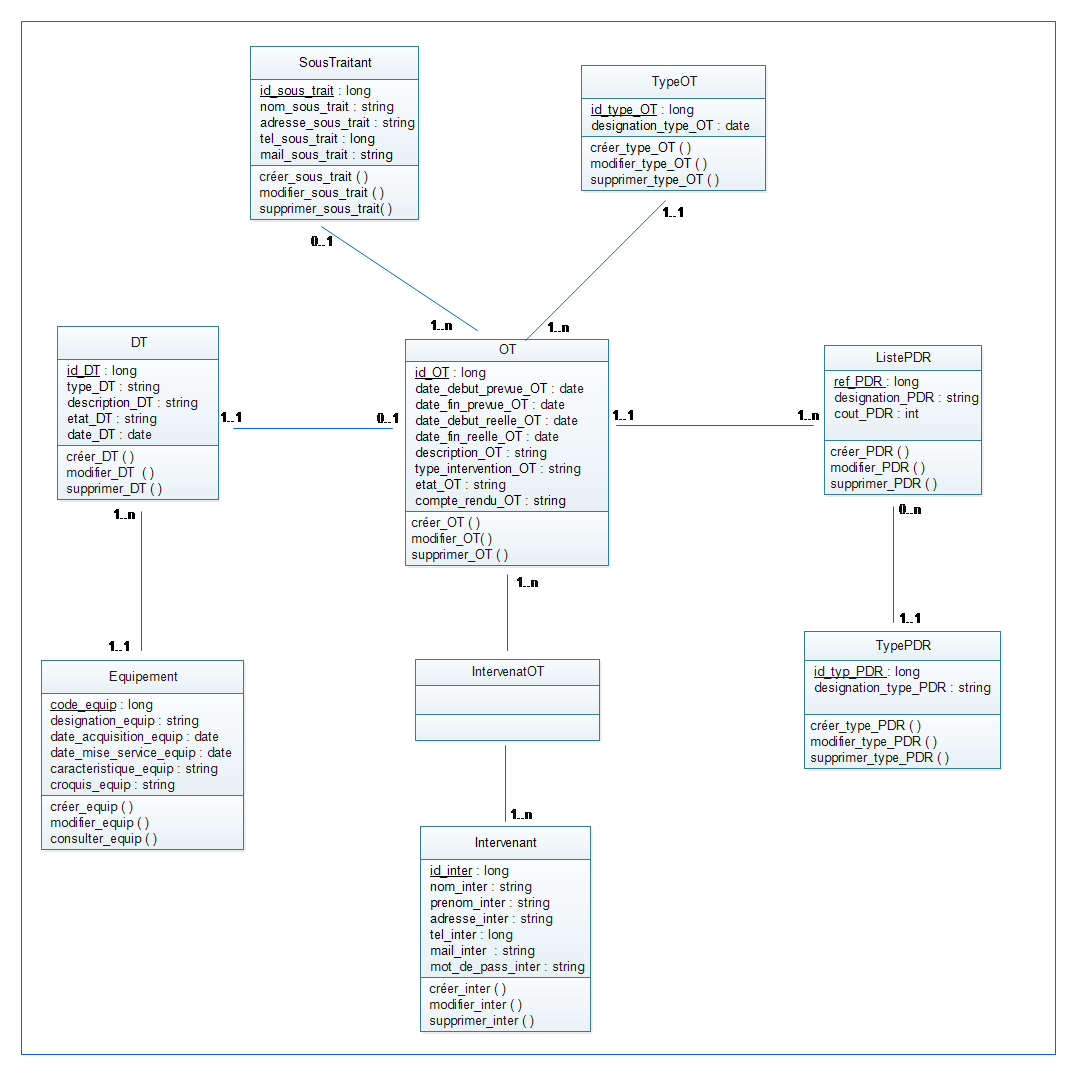 SousTraitant
id_sous_trait : long
nom_sous_trait : string
adresse_sous_trait : string
tel_sous_trait : long
mail_sous_trait : string
créer_sous_trait ( )
modifier_sous_trait ( )
supprimer_sous_trait( )
0..1
TypeOT
id_type_OT : long
designation_type_OT : date
créer_type_OT ( )
modifier_type_OT ( )
supprimer_type_OT ( )
1..1
1..n
1..n
DT
id_DT : long
type_DT : string
description_DT : string
etat_DT : string
date_DT : date
créer_DT ( )
modifier_DT ( )
supprimer_DT ( )
1..1
0..1
OT
id_OT : long
date_debut_prevue_OT : date
date_fin_prevue_OT : date
date_debut_reelle_OT : date
date_fin_reelle_OT : date
description_OT : string
type_intervention_OT : string
etat_OT : string
compte_rendu_OT : string
créer_OT ( )
modifier_OT( )
supprimer_OT ( )
1..1
1..n
ListePDR
ref_PDR : long
designation_PDR : string
cout_PDR : int
créer_PDR ( )
modifier_PDR ( )
supprimer_PDR ( )
1..n
1..1
1..n
0..n
1..1
Equipement
code_equip : long
designation_equip : string
date_acquisition_equip : date
date_mise_service_equip : date
caracteristique_equip : string
croquis_equip : string
créer_equip ( )
modifier_equip ( )
consulter_equip ( )
IntervenatOT
TypePDR
id_typ_PDR : long
designation_type_PDR : string
créer_type_PDR ( )
modifier_type_PDR ( )
supprimer_type_PDR ( )
1..n
Intervenant
id_inter : long
nom_inter : string
prenom_inter : string
adresse_inter : string
tel_inter : long
mail_inter : string
mot_de_pass_inter : string
créer_inter ( )
modifier_inter ( )
supprimer_inter ( )